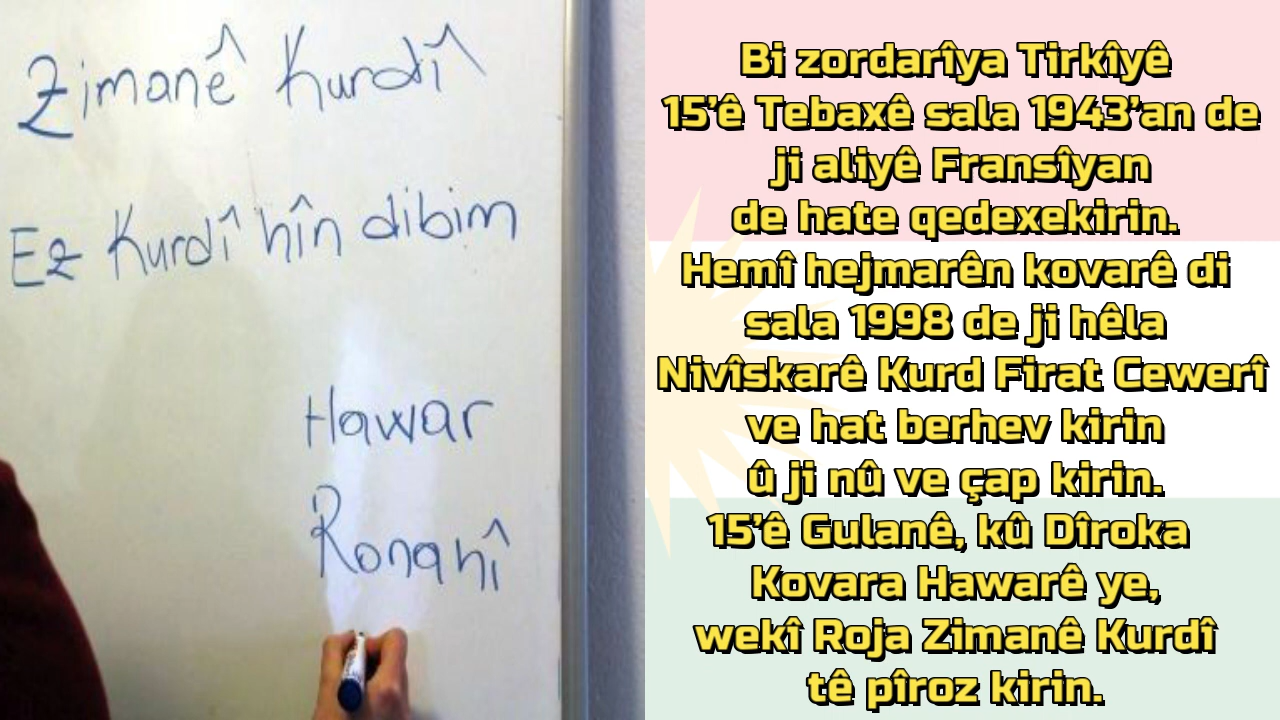 Zimanê Kurdî
Ez Kurdî hîn dibim
Hawar
Ronahî
Bi zordarîya Tirkîyê
15'ê Tebaxê sala 1943'an de
ji aliyê Fransîyan
de hate qedexekirin.
Hemî hejmarên kovarê di
sala 1998 de ji hêla
Nivîskarê Kurd Firat Cewerî
ve hat berhev kirin
û ji nû ve çap kirin.
15'ê Gulanê, kû Dîroka
Kovara Hawarê ye,
wekî Roja Zimanê Kurdî
tê pîroz kirin.